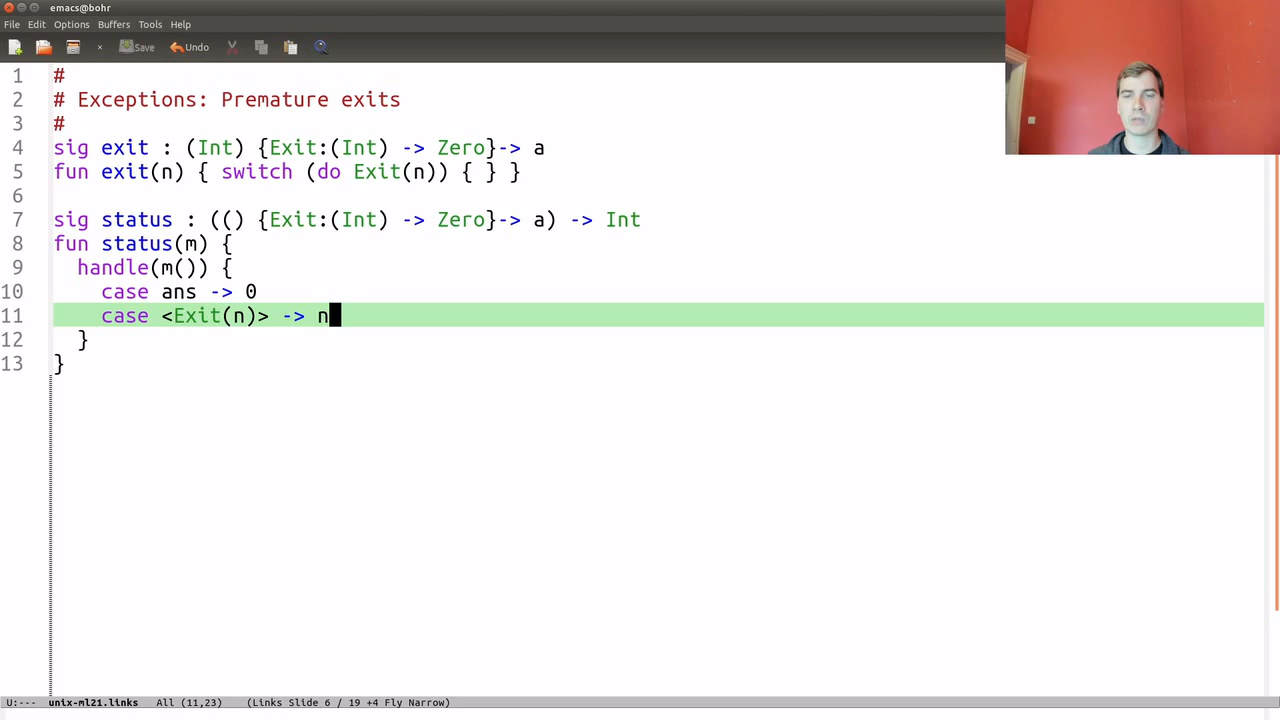 emacs@bohr
File Edit Options Buffers Tools Help
Save Undo
1 #
2 # Exceptions: Premature exits
3 #
4 sig exit : (Int) {Exit:(Int) -> Zero}-> a
5 fun exit(n) { switch (do Exit(n)) { } }
6
7 sig status : (() {Exit:(Int) -> Zero}-> a) -> Int
8 fun status(m) {
9 handle(m()) {
10 case ans -> 0
11 case <Exit(n)> -> n
12 }
13 }
U:--- unix-ml21.links All (11,23) (Links Slide 6 / 19 +4 Fly Narrow)